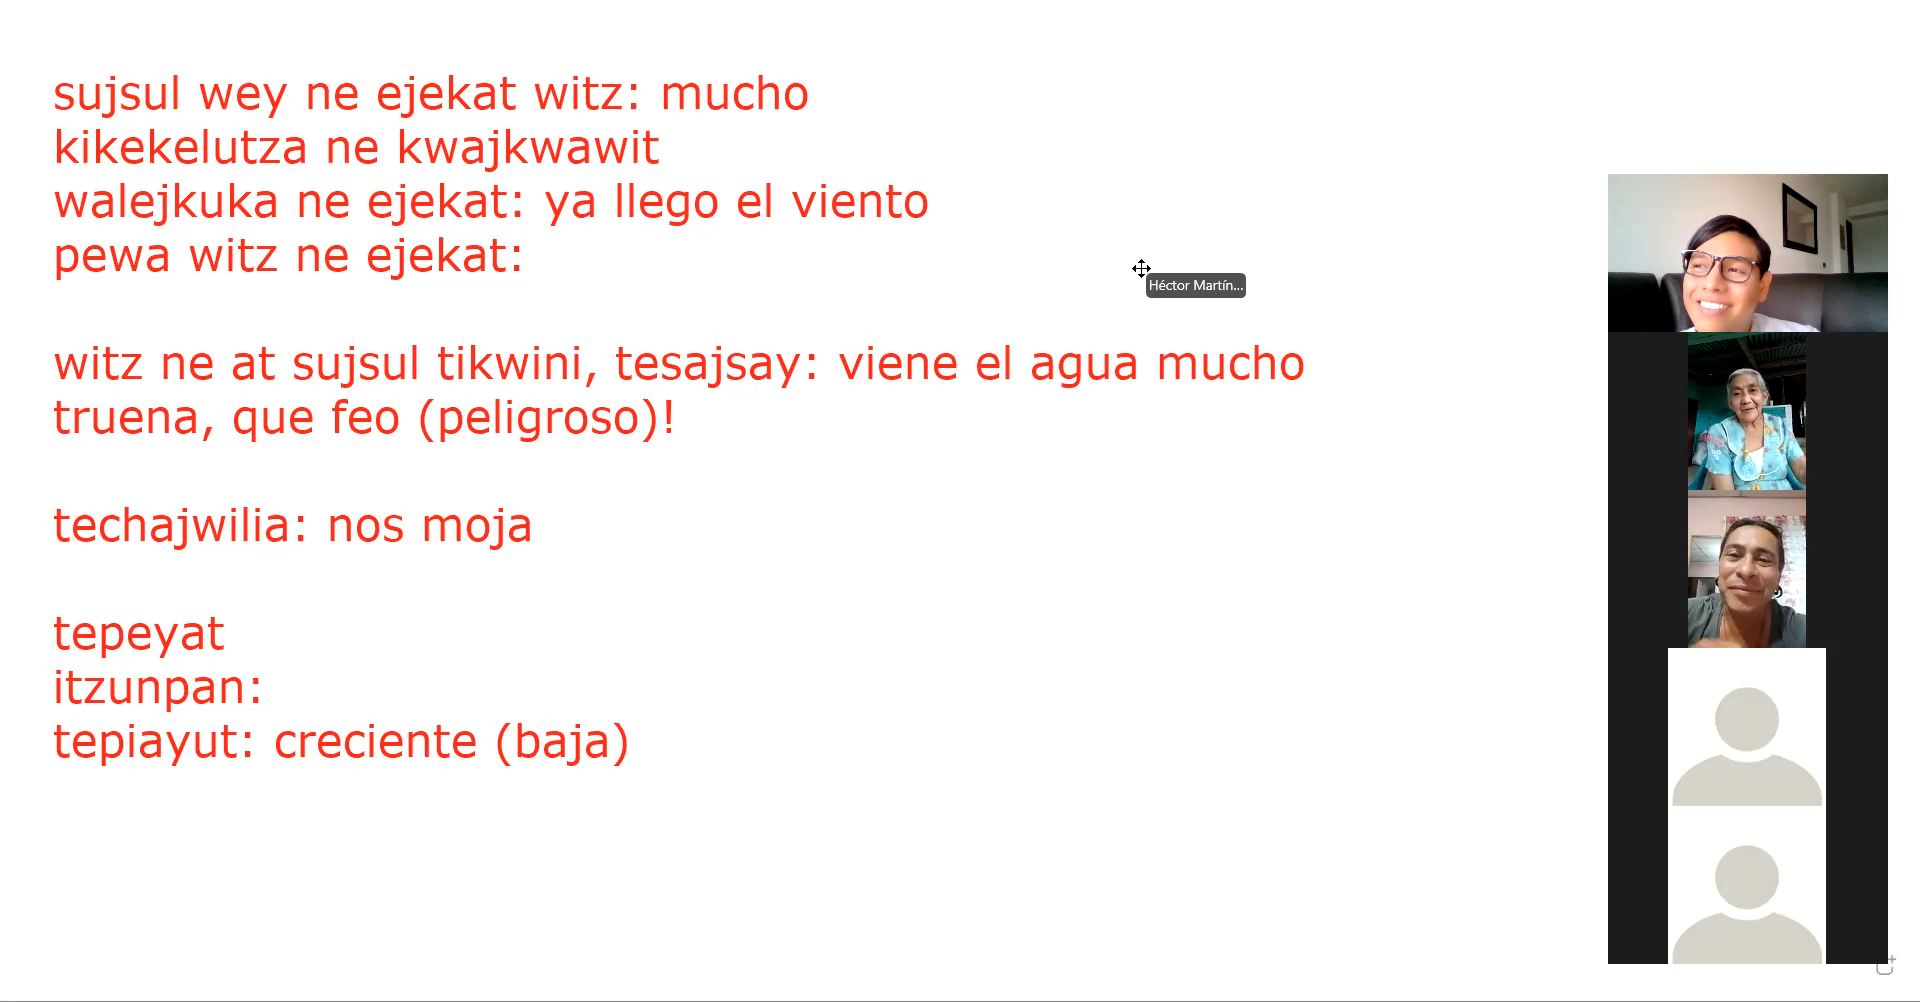 sujsul wey ne ejekat witz: mucho
kikekelutza ne kwajkwawit
walejkuka ne ejekat: ya llego el viento
pewa witz ne ejekat:
Héctor Martín...
witz ne at sujsul tikwini, tesajsay: viene el agua mucho
truena, que feo (peligroso)!
techajwilia: nos moja
tepeyat
itzunpan:
tepiayut: creciente (baja)